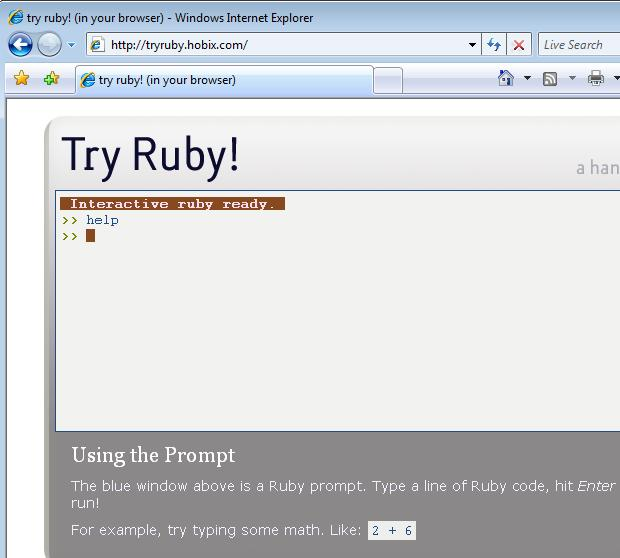 try ruby! (in your browser) - Windows Internet Explorer
http://tryruby.hobix.com/
Live Search
try ruby! (in your browser)
Try Ruby!
a han
Interactive ruby ready.
>> help
>>
Using the Prompt
The blue window above is a Ruby prompt. Type a line of Ruby code, hit Enter
run!
For example, try typing some math. Like: 2 + 6